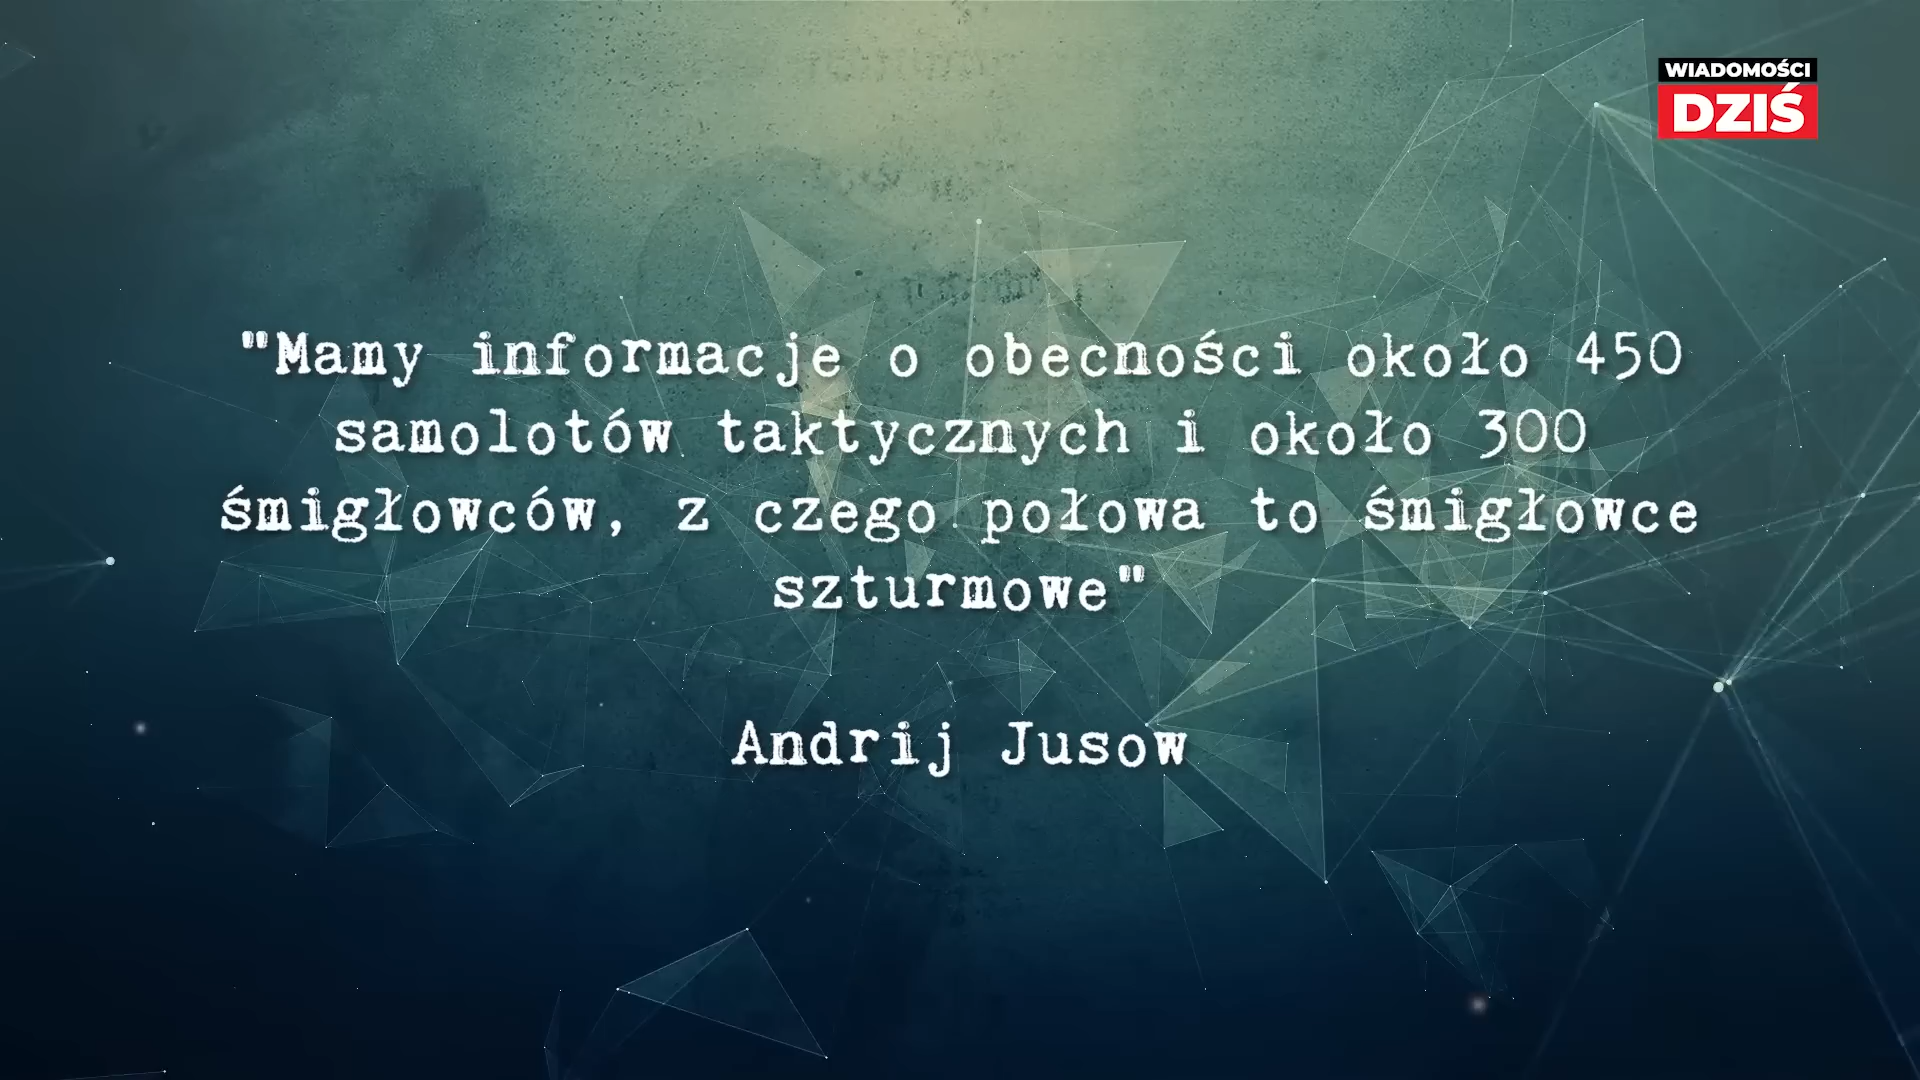 WIADOMOŚCI
DZIŚ
"Mamy informacje o obecności około 450
samolotów taktycznych i około 300
śmigłowców, z czego połowa to śmigłowce
szturmowe"
Andrij Jusow